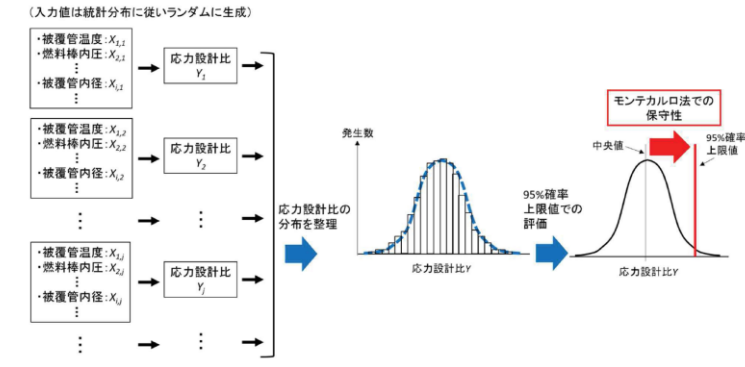 (入力値は統計分布に従いランダムに生成)
・被覆管温度:X1,1
・燃料棒内圧:X2,1
⋮
・被覆管内径:Xi,1
⋮
応力設計比
Y1
・被覆管温度:X1,2
・燃料棒内圧:X2,2
⋮
・被覆管内径:Xi,2
⋮
応力設計比
Y2
⋮
⋮
・被覆管温度:X1,j
・燃料棒内圧:X2,j
⋮
・被覆管内径:Xi,j
⋮
応力設計比
Yj
⋮
⋮
応力設計比の
分布を整理
発生数
応力設計比Y
95%確率
上限値での
評価
モンテカルロ法での
保守性
中央値
95%確率
上限値
応力設計比Y